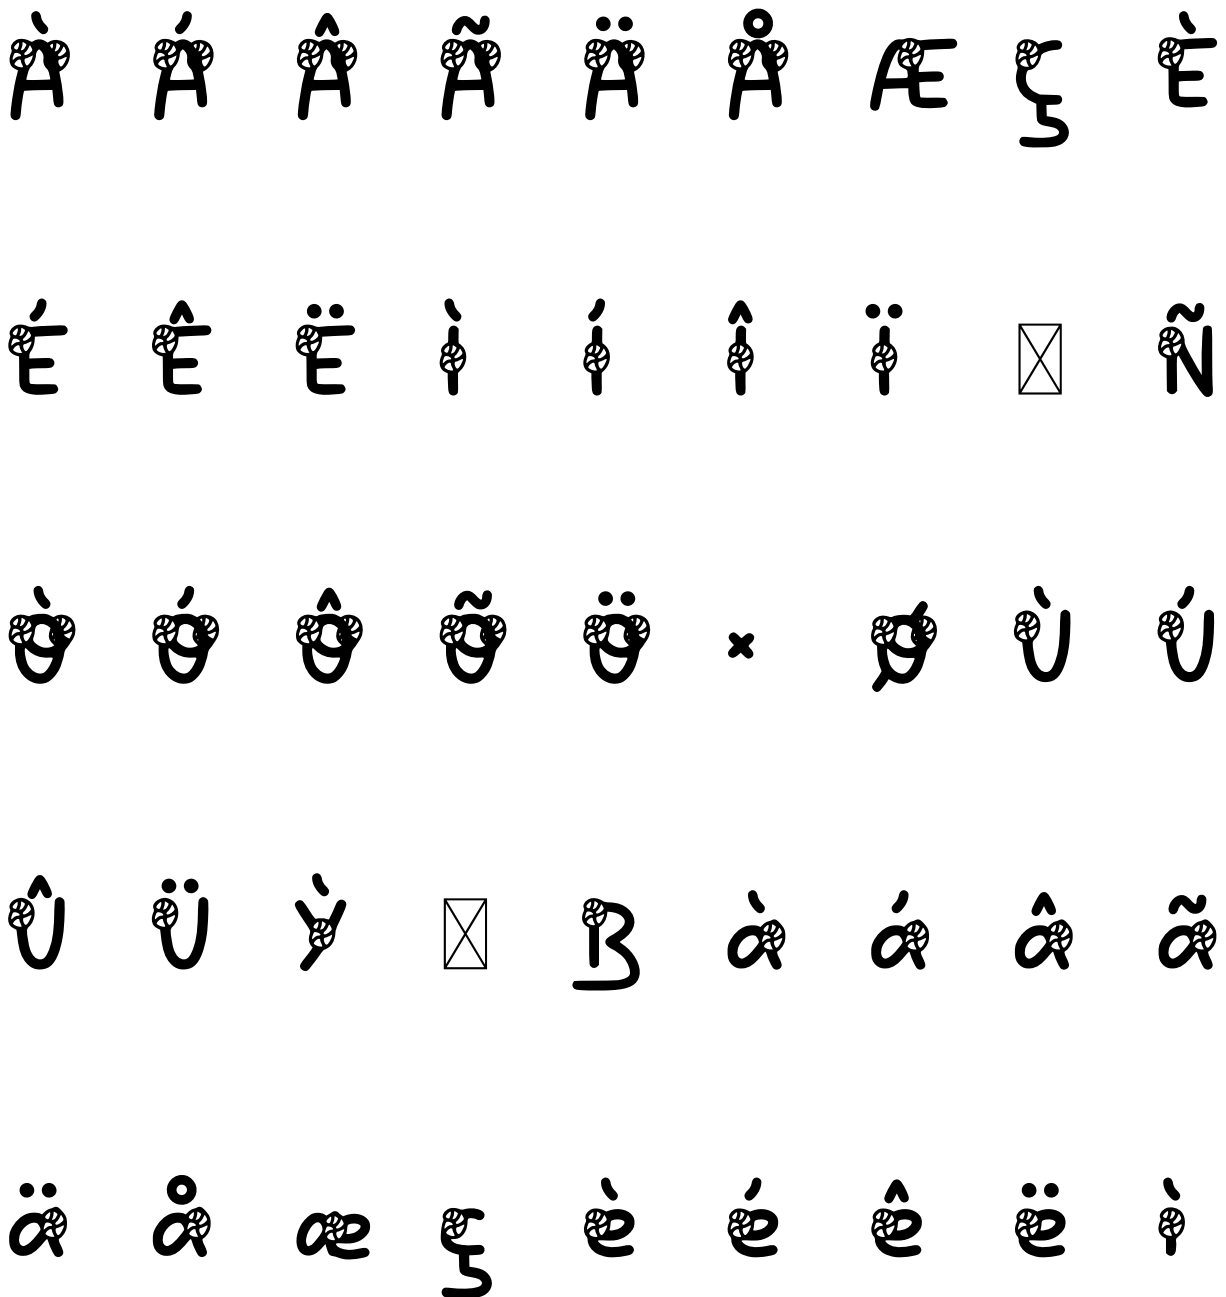 À Á Â Ã Ä Å Æ Ç È
É Ê Ë Ì Í Î Ï Ñ
Ò Ó Ô Õ Ö × Ø Ù Ú
Û Ü Ỳ ß à á â ã
ä å æ ç è é ê ë ì